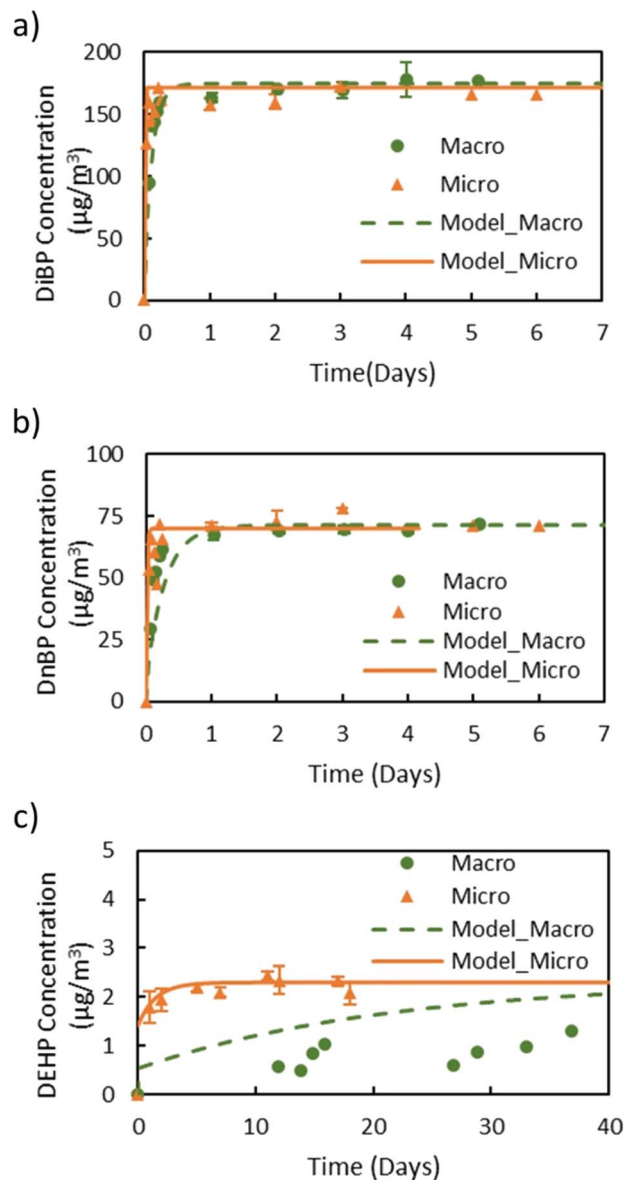 a)
DiBP Concentration
(µg/m³)
200
150
100
50
0
Macro
Micro
Model_Macro
Model_Micro
0 1 2 3 4 5 6 7
Time(Days)
b)
DnBP Concentration
(µg/m³)
100
75
50
25
0
Macro
Micro
Model_Macro
Model_Micro
0 1 2 3 4 5 6 7
Time (Days)
c)
DEHP Concentration
(µg/m³)
5
4
3
2
1
0
Macro
Micro
Model_Macro
Model_Micro
0 10 20 30 40
Time (Days)